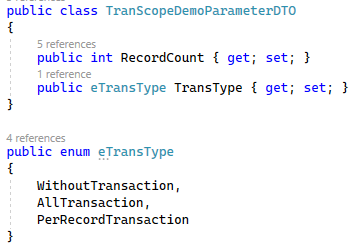 public class TranScopeDemoParameterDTO
{
5 references
public int RecordCount { get; set; }
1 reference
public eTransType TransType { get; set; }
}
4 references
public enum eTransType
{
WithoutTransaction,
AllTransaction,
PerRecordTransaction
}